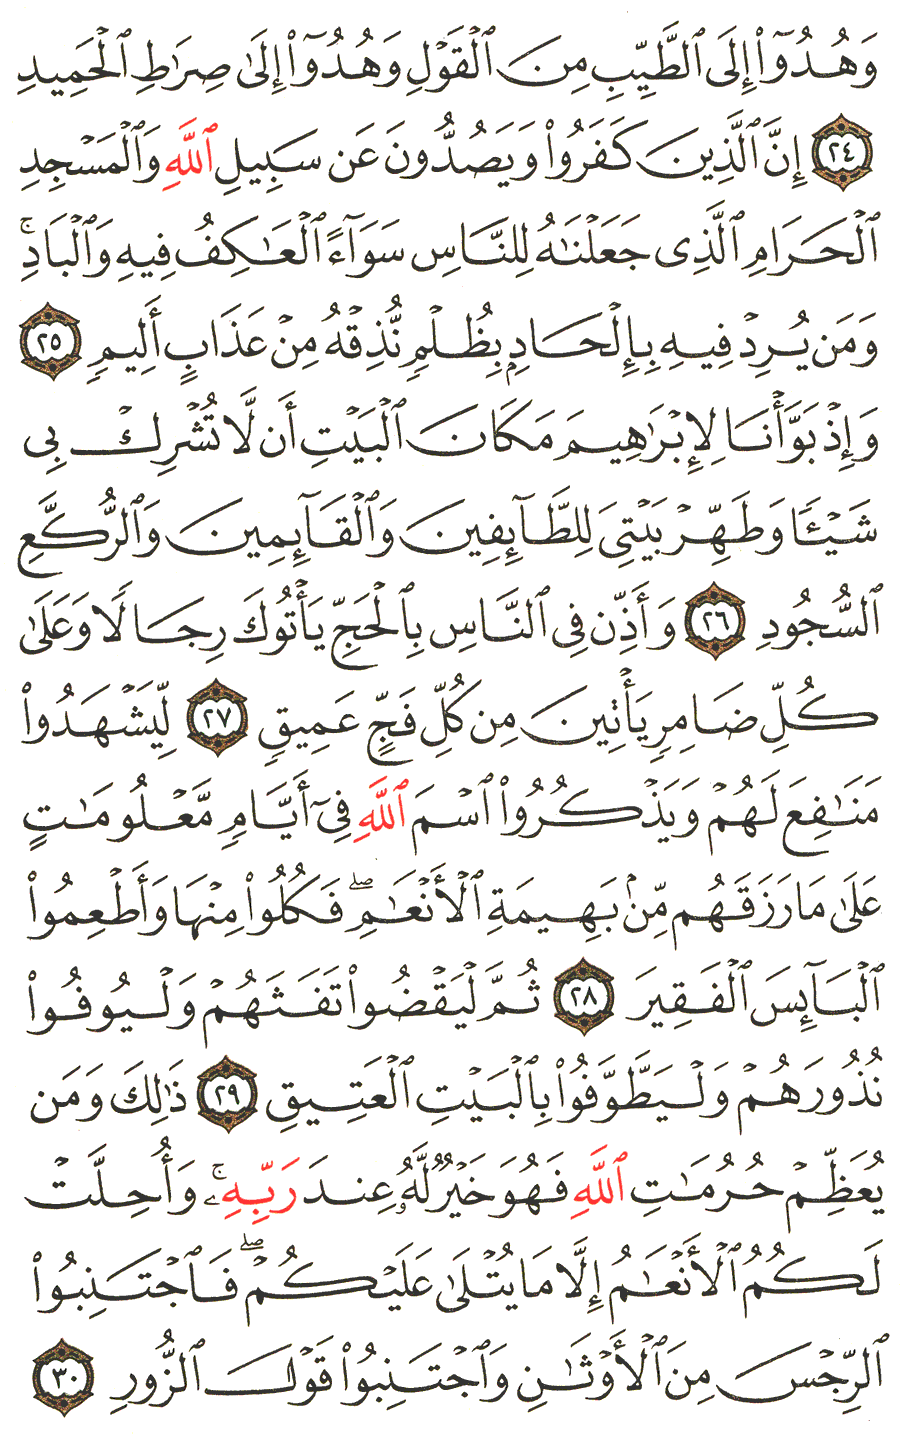 وَهُدُوٓا۟ إِلَى ٱلطَّيِّبِ مِنَ ٱلْقَوْلِ وَهُدُوٓا۟ إِلَىٰ صِرَٰطِ ٱلْحَمِيدِ
٢٤ إِنَّ ٱلَّذِينَ كَفَرُوا۟ وَيَصُدُّونَ عَن سَبِيلِ ٱللَّهِ وَٱلْمَسْجِدِ
ٱلْحَرَامِ ٱلَّذِى جَعَلْنَٰهُ لِلنَّاسِ سَوَآءً ٱلْعَٰكِفُ فِيهِ وَٱلْبَادِ ۚ
وَمَن يُرِدْ فِيهِ بِإِلْحَادٍۭ بِظُلْمٍ نُّذِقْهُ مِنْ عَذَابٍ أَلِيمٍ ٢٥
وَإِذْ بَوَّأْنَا لِإِبْرَٰهِيمَ مَكَانَ ٱلْبَيْتِ أَن لَّا تُشْرِكْ بِى
شَيْـًٔا وَطَهِّرْ بَيْتِىَ لِلطَّآئِفِينَ وَٱلْقَآئِمِينَ وَٱلرُّكَّعِ
ٱلسُّجُودِ ٢٦ وَأَذِّن فِى ٱلنَّاسِ بِٱلْحَجِّ يَأْتُوكَ رِجَالًا وَعَلَىٰ
كُلِّ ضَامِرٍ يَأْتِينَ مِن كُلِّ فَجٍّ عَمِيقٍ ٢٧ لِّيَشْهَدُوا۟
مَنَٰفِعَ لَهُمْ وَيَذْكُرُوا۟ ٱسْمَ ٱللَّهِ فِىٓ أَيَّامٍ مَّعْلُومَٰتٍ
عَلَىٰ مَا رَزَقَهُم مِّنۢ بَهِيمَةِ ٱلْأَنْعَٰمِ ۖ فَكُلُوا۟ مِنْهَا وَأَطْعِمُوا۟
ٱلْبَآئِسَ ٱلْفَقِيرَ ٢٨ ثُمَّ لْيَقْضُوا۟ تَفَثَهُمْ وَلْيُوفُوا۟
نُذُورَهُمْ وَلْيَطَّوَّفُوا۟ بِٱلْبَيْتِ ٱلْعَتِيقِ ٢٩ ذَٰلِكَ وَمَن
يُعَظِّمْ حُرُمَٰتِ ٱللَّهِ فَهُوَ خَيْرٌ لَّهُۥ عِندَ رَبِّهِۦ ۗ وَأُحِلَّتْ
لَكُمُ ٱلْأَنْعَٰمُ إِلَّا مَا يُتْلَىٰ عَلَيْكُمْ ۖ فَٱجْتَنِبُوا۟
ٱلرِّجْسَ مِنَ ٱلْأَوْثَٰنِ وَٱجْتَنِبُوا۟ قَوْلَ ٱلزُّورِ ٣٠